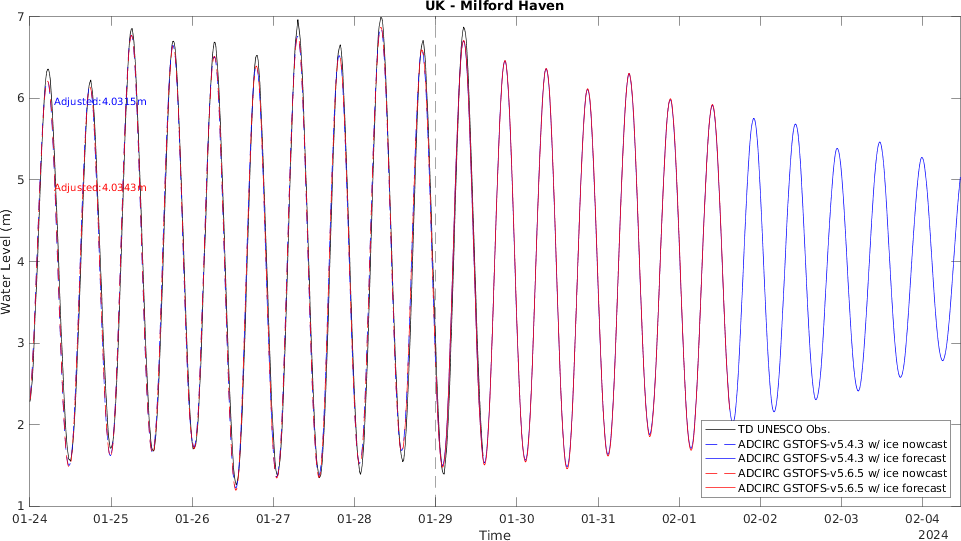 UK - Milford Haven
7
6
5
4
3
2
1
Water Level (m)
Adjusted:4.0315m
Adjusted:4.0343m
TD UNESCO Obs.
ADCIRC GSTOFS-v5.4.3 w/ ice nowcast
ADCIRC GSTOFS-v5.4.3 w/ ice forecast
ADCIRC GSTOFS-v5.6.5 w/ ice nowcast
ADCIRC GSTOFS-v5.6.5 w/ ice forecast
01-24 01-25 01-26 01-27 01-28 01-29 01-30 01-31 02-01 02-02 02-03 02-04
Time
2024